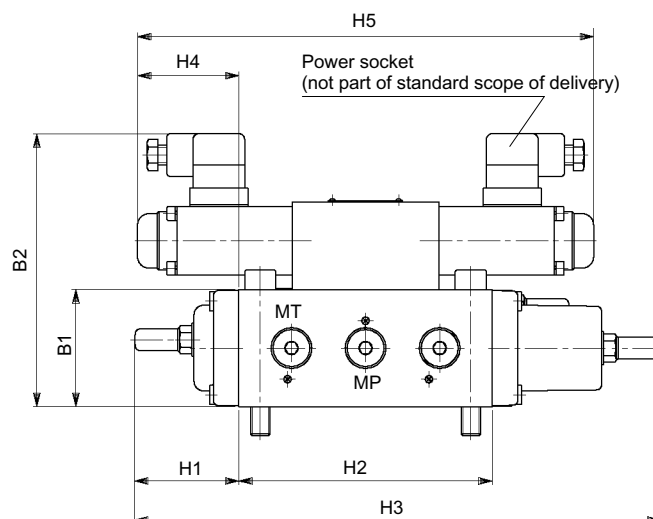 H5
H4
Power socket
(not part of standard scope of delivery)
B2
B1
MT
MP
H1
H2
H3